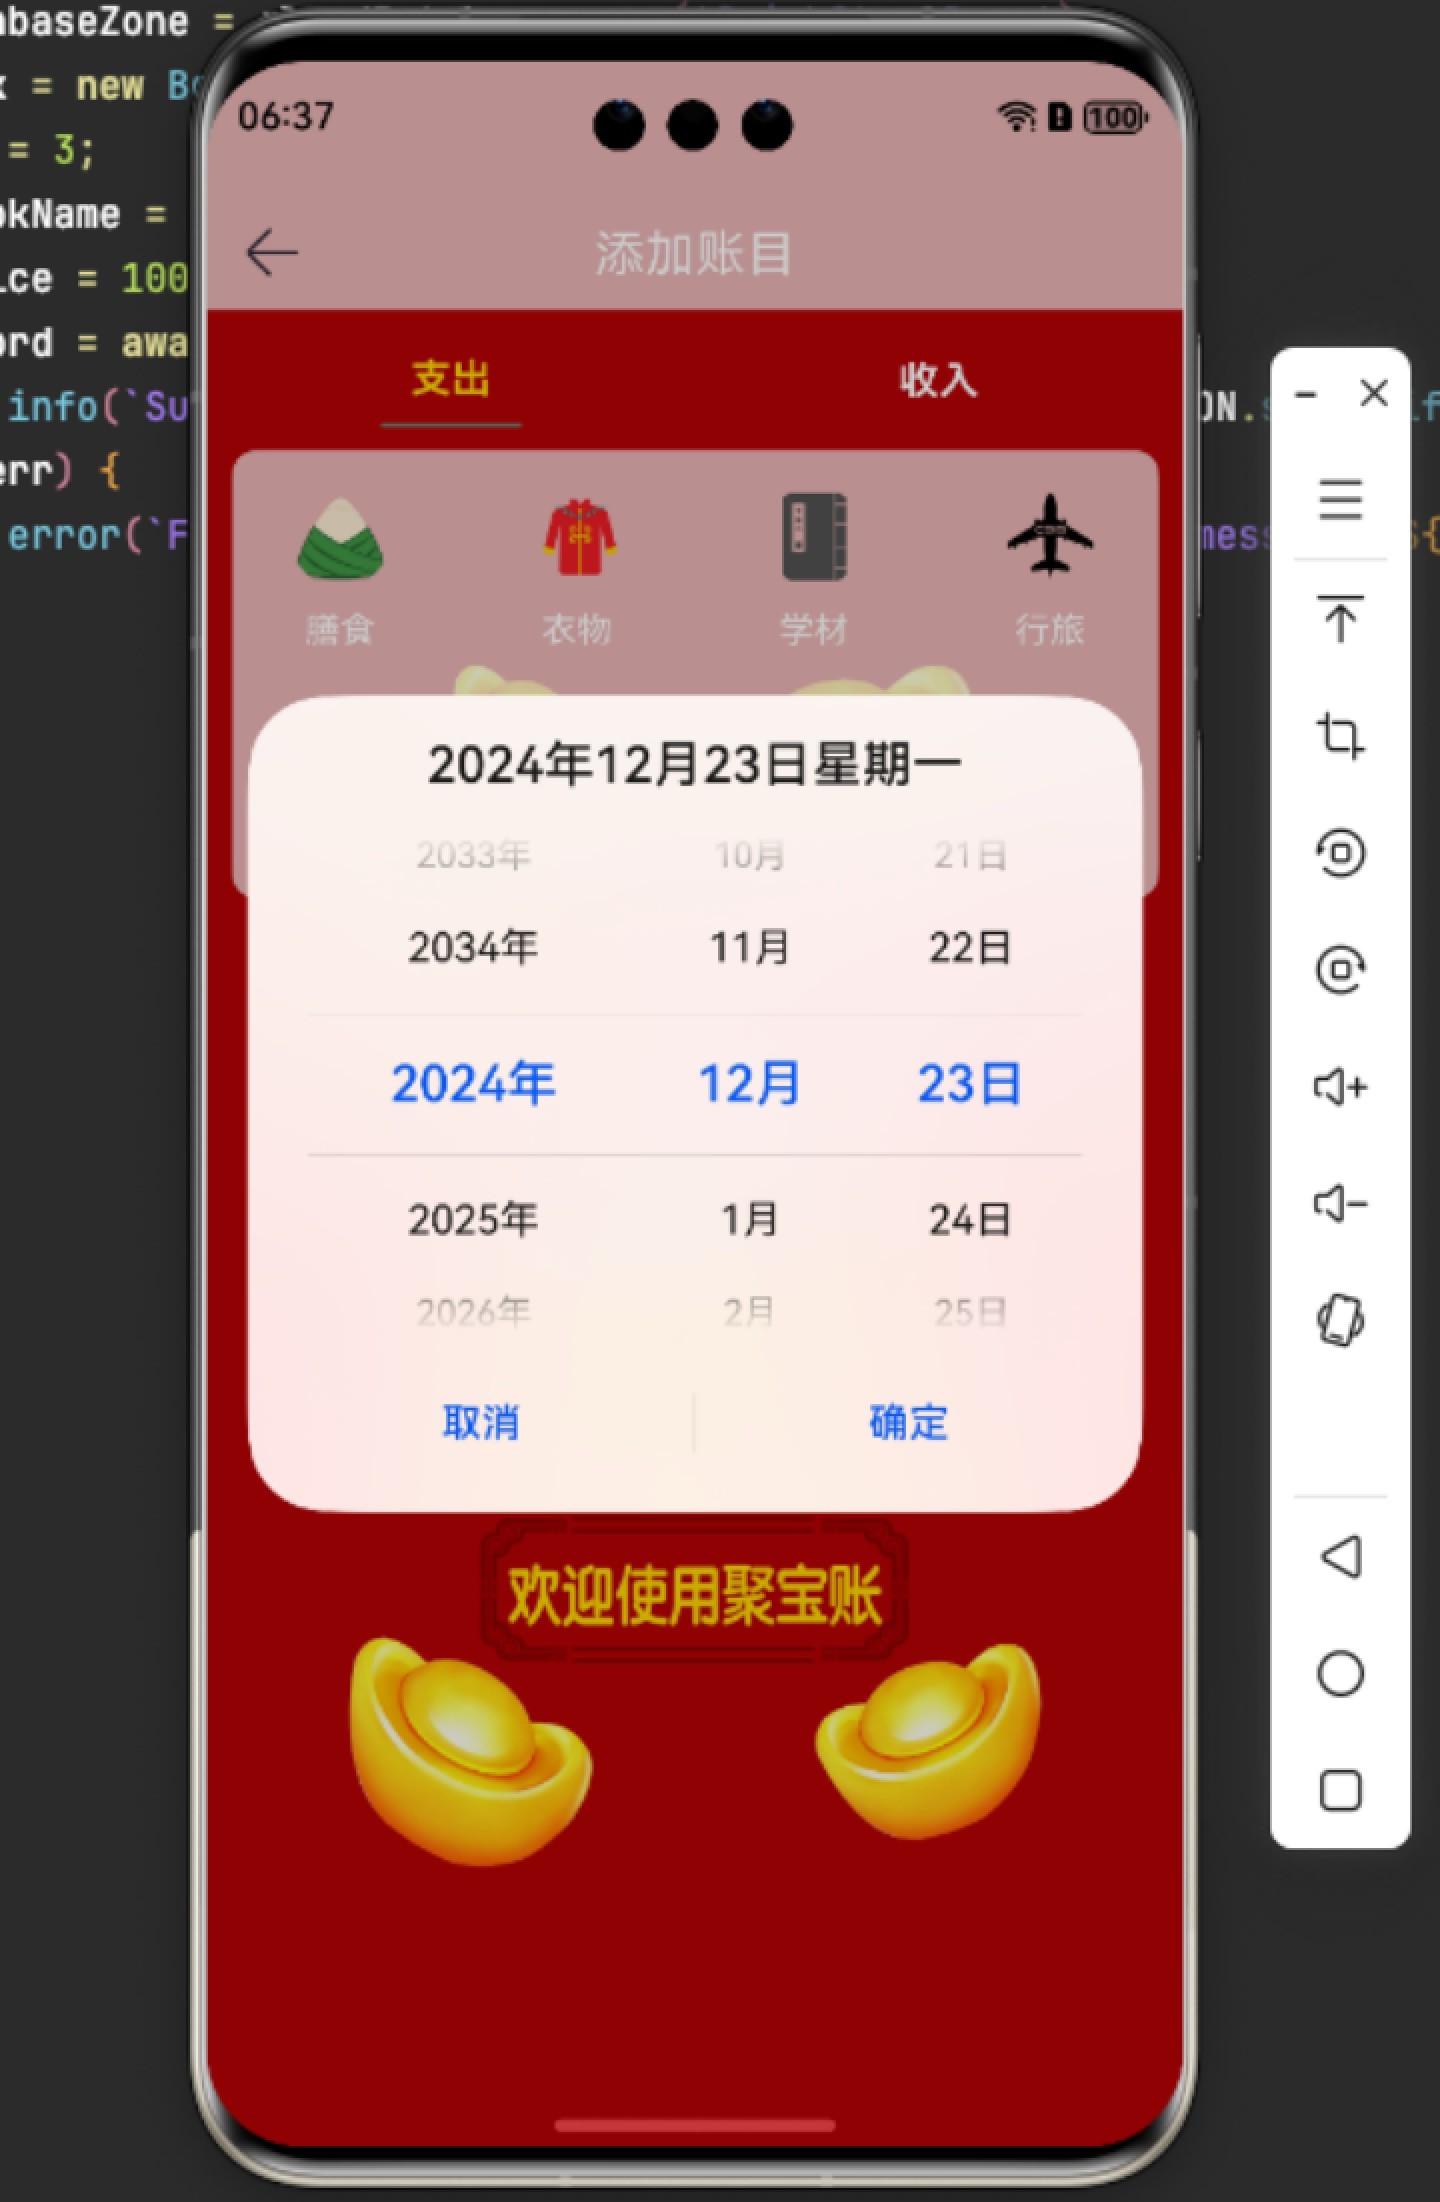 abaseZone =
x = new Bo
06:37
100
= 3;
okName =
添加账目
ice = 100
ord = awa
支出 收入
info(`Su
ON.
err) {
error(`F
mess
${
膳食 衣物 学材 行旅
2024年12月23日星期一
2033年 10月 21日
2034年 11月 22日
2024年 12月 23日
2025年 1月 24日
2026年 2月 25日
取消 确定
欢迎使用聚宝账